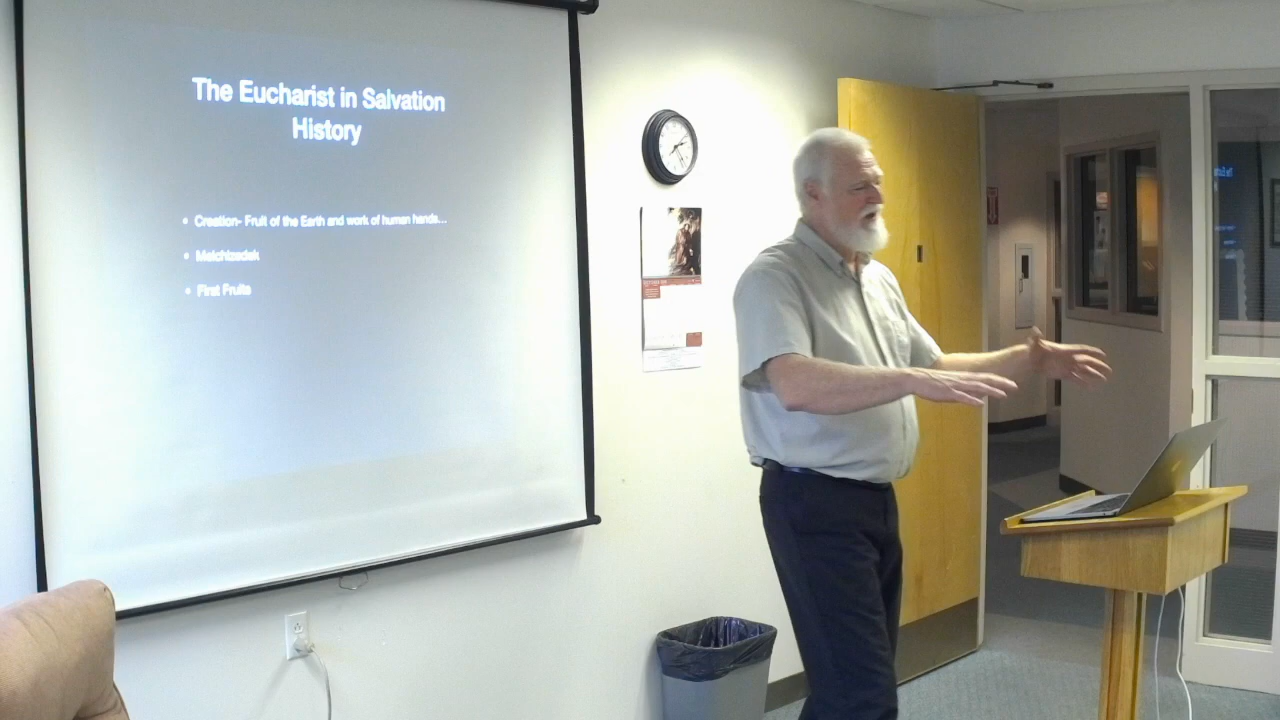 The Eucharist in Salvation
History
• Creation- Fruit of the Earth and work of human hands...
• Melchizedek
• First Fruits